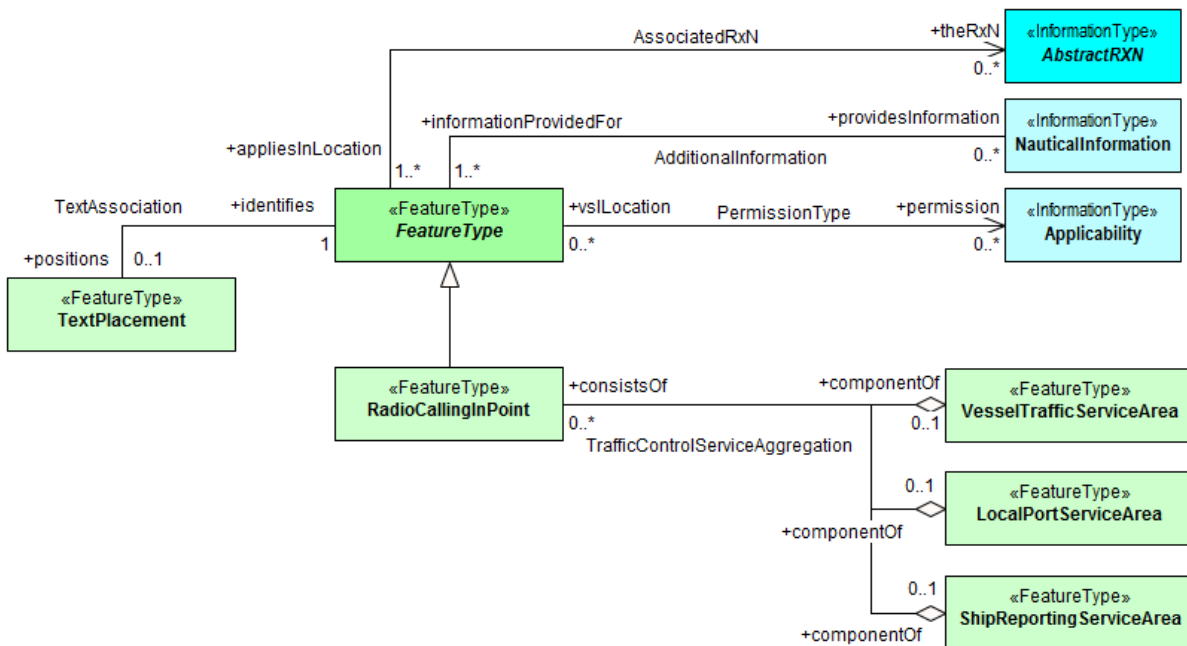 AssociatedRxN
+theRxN
0..*
«InformationType»
AbstractRXN
+informationProvidedFor
+providesInformation
«InformationType»
NauticalInformation
+appliesInLocation
AdditionalInformation
0..*
1..*
1..*
TextAssociation
+identifies
«FeatureType»
FeatureType
+vslLocation
PermissionType
+permission
«InformationType»
Applicability
1
0..*
0..*
+positions
0..1
«FeatureType»
TextPlacement
«FeatureType»
RadioCallingInPoint
+consistsOf
+componentOf
«FeatureType»
VesselTrafficServiceArea
0..*
0..1
TrafficControlServiceAggregation
0..1
«FeatureType»
LocalPortServiceArea
+componentOf
0..1
«FeatureType»
ShipReportingServiceArea
+componentOf